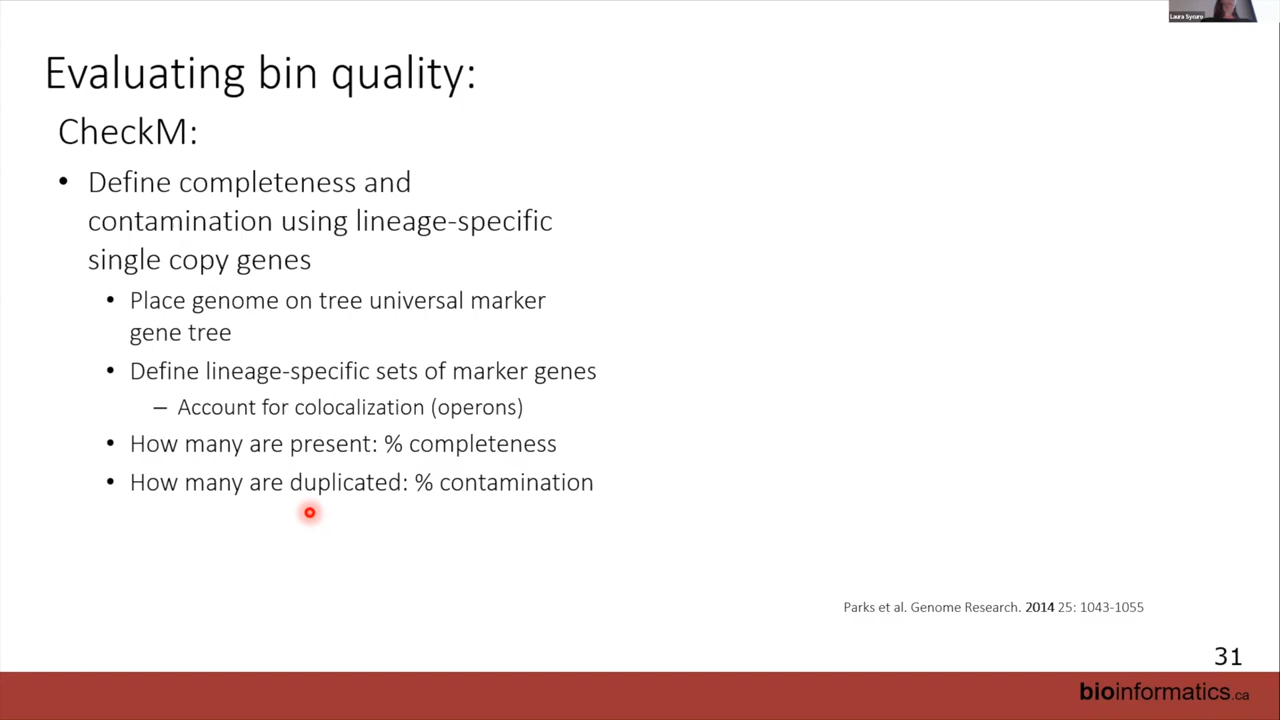 Laura Sycuro
Evaluating bin quality:
CheckM:
• Define completeness and
contamination using lineage-specific
single copy genes
• Place genome on tree universal marker
gene tree
• Define lineage-specific sets of marker genes
– Account for colocalization (operons)
• How many are present: % completeness
• How many are duplicated: % contamination
Parks et al. Genome Research. 2014 25: 1043-1055
31
bioinformatics.ca